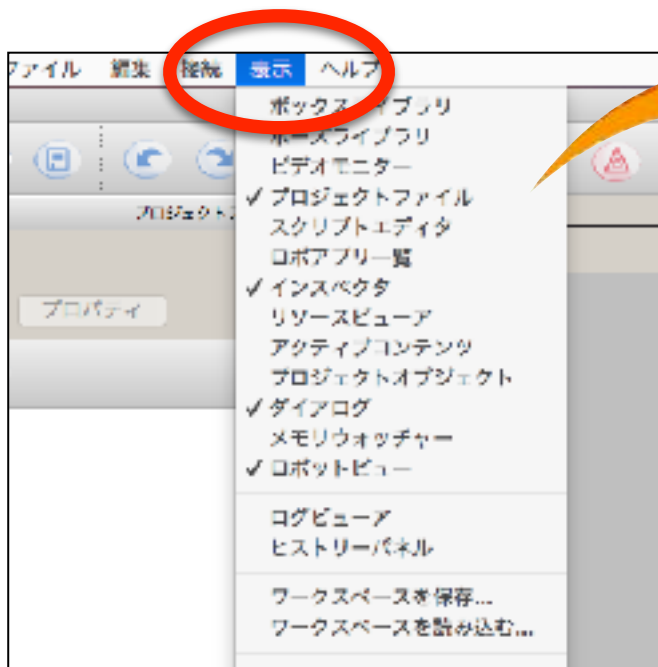 ファイル 編集 接続 表示 ヘルプ
ボックスライブラリ
ポーズライブラリ
ビデオモニター
✓ プロジェクトファイル
スクリプトエディタ
ロボアプリ一覧
✓ インスペクタ
リソースビューア
アクティブコンテンツ
プロジェクトオブジェクト
✓ ダイアログ
メモリウォッチャー
✓ ロボットビュー
ログビューア
ヒストリーパネル
ワークスペースを保存...
ワークスペースを読み込む...
プロジェクト
プロパティ